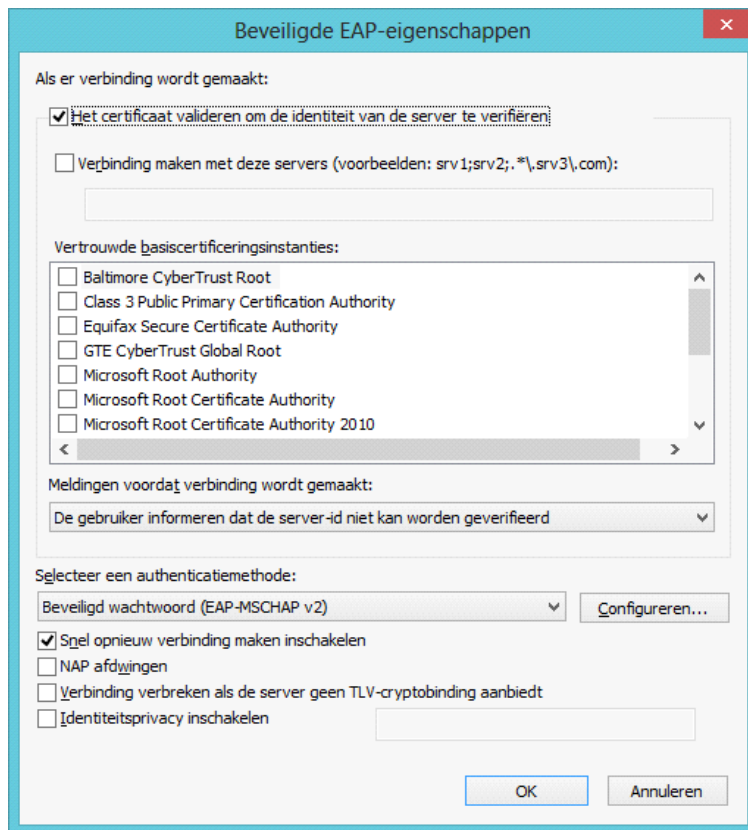 Beveiligde EAP-eigenschappen
Als er verbinding wordt gemaakt:
Het certificaat valideren om de identiteit van de server te verifiëren
Verbinding maken met deze servers (voorbeelden: srv1;srv2;.*\.srv3\.com):
Vertrouwde basiscertificeringsinstanties:
Baltimore CyberTrust Root
Class 3 Public Primary Certification Authority
Equifax Secure Certificate Authority
GTE CyberTrust Global Root
Microsoft Root Authority
Microsoft Root Certificate Authority
Microsoft Root Certificate Authority 2010
Meldingen voordat verbinding wordt gemaakt:
De gebruiker informeren dat de server-id niet kan worden geverifieerd
Selecteer een authenticatiemethode:
Beveiligd wachtwoord (EAP-MSCHAP v2)
Configureren...
Snel opnieuw verbinding maken inschakelen
NAP afdwingen
Verbinding verbreken als de server geen TLV-cryptobinding aanbiedt
Identiteitsprivacy inschakelen
OK
Annuleren